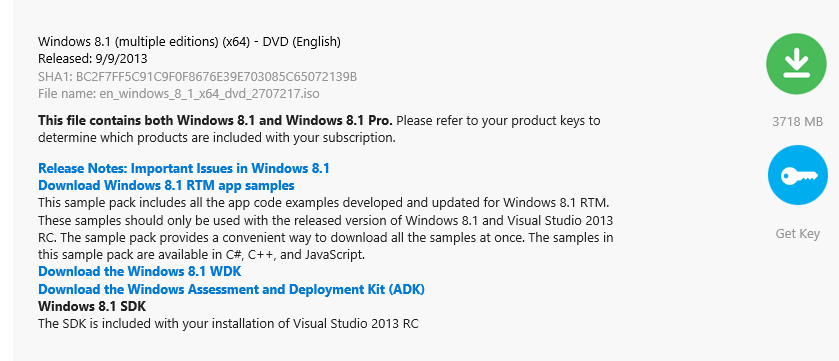 Windows 8.1 (multiple editions) (x64) - DVD (English)
Released: 9/9/2013
SHA1: BC2F7FF5C91C9F0F8676E39E703085C65072139B
File name: en_windows_8_1_x64_dvd_2707217.iso
This file contains both Windows 8.1 and Windows 8.1 Pro. Please refer to your product keys to
determine which products are included with your subscription.
3718 MB
Release Notes: Important Issues in Windows 8.1
Download Windows 8.1 RTM app samples
This sample pack includes all the app code examples developed and updated for Windows 8.1 RTM.
These samples should only be used with the released version of Windows 8.1 and Visual Studio 2013
RC. The sample pack provides a convenient way to download all the samples at once. The samples in
this sample pack are available in C#, C++, and JavaScript.
Get Key
Download the Windows 8.1 WDK
Download the Windows Assessment and Deployment Kit (ADK)
Windows 8.1 SDK
The SDK is included with your installation of Visual Studio 2013 RC